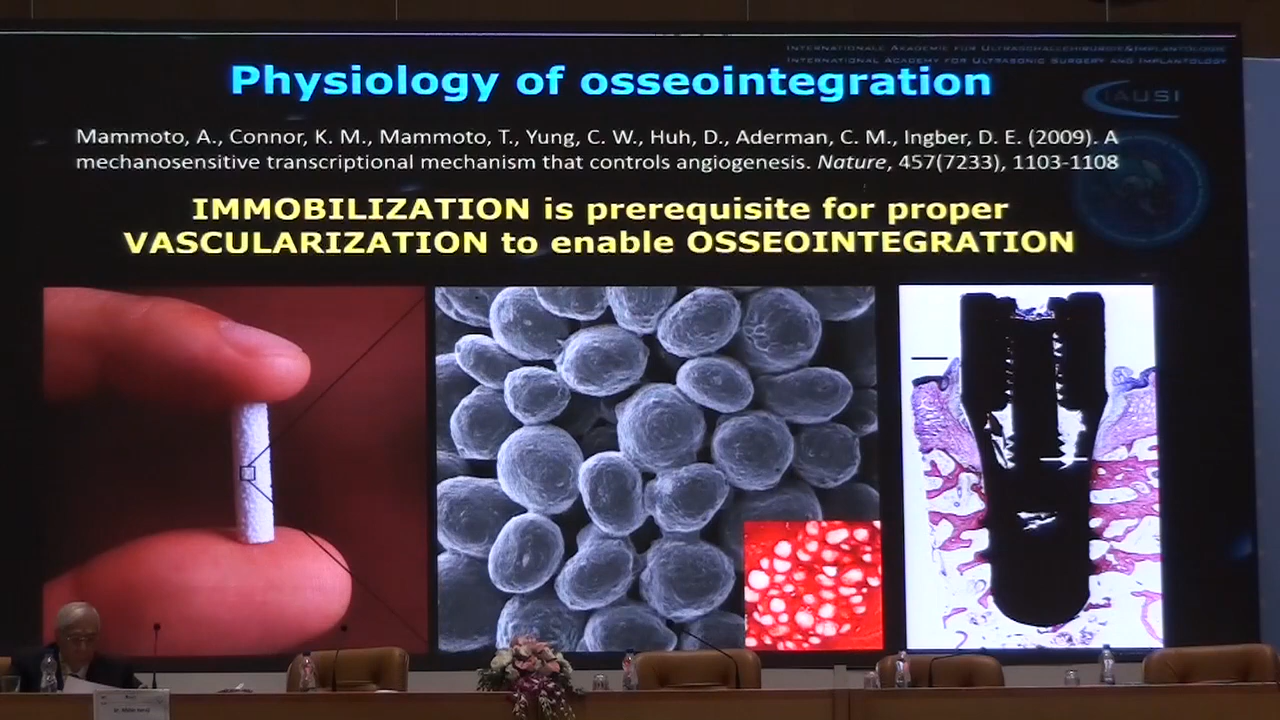 INTERNATIONALE AKADEMIE FÜR ULTRASCHALLCHIRURGIE&IMPLANTOLOGIE
INTERNATIONAL ACADEMY FOR ULTRASONIC SURGERY AND IMPLANTOLOGY
IAUSI
Physiology of osseointegration
Mammoto, A., Connor, K. M., Mammoto, T., Yung, C. W., Huh, D., Aderman, C. M., Ingber, D. E. (2009). A
mechanosensitive transcriptional mechanism that controls angiogenesis. Nature, 457(7233), 1103-1108
IMMOBILIZATION is prerequisite for proper
VASCULARIZATION to enable OSSEOINTEGRATION